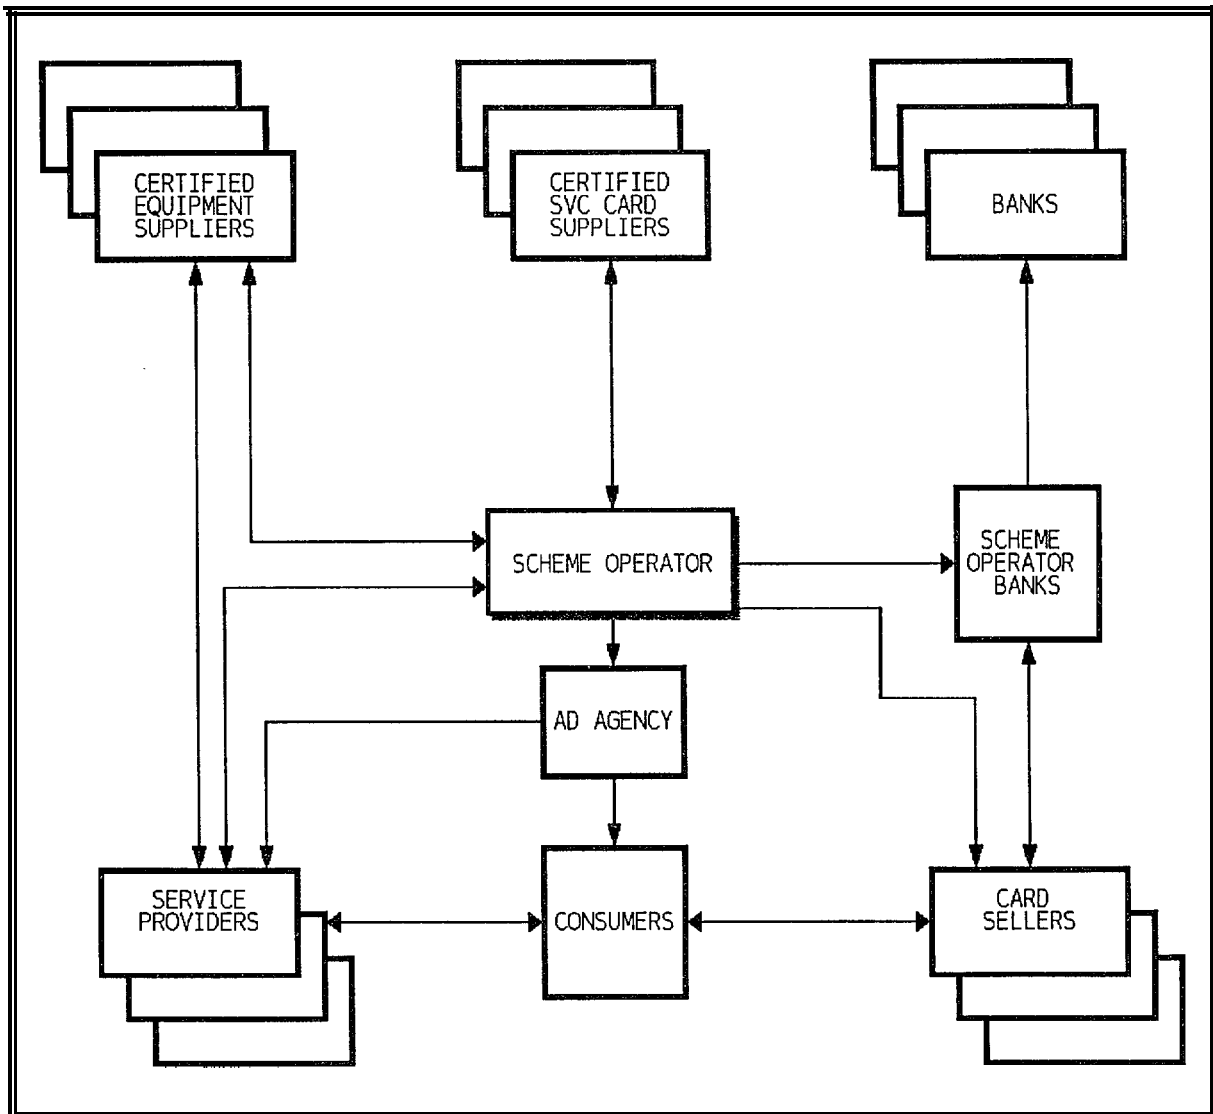 CERTIFIED
EQUIPMENT
SUPPLIERS
CERTIFIED
SVC CARD
SUPPLIERS
BANKS
SCHEME OPERATOR
SCHEME
OPERATOR
BANKS
AD AGENCY
SERVICE
PROVIDERS
CONSUMERS
CARD
SELLERS